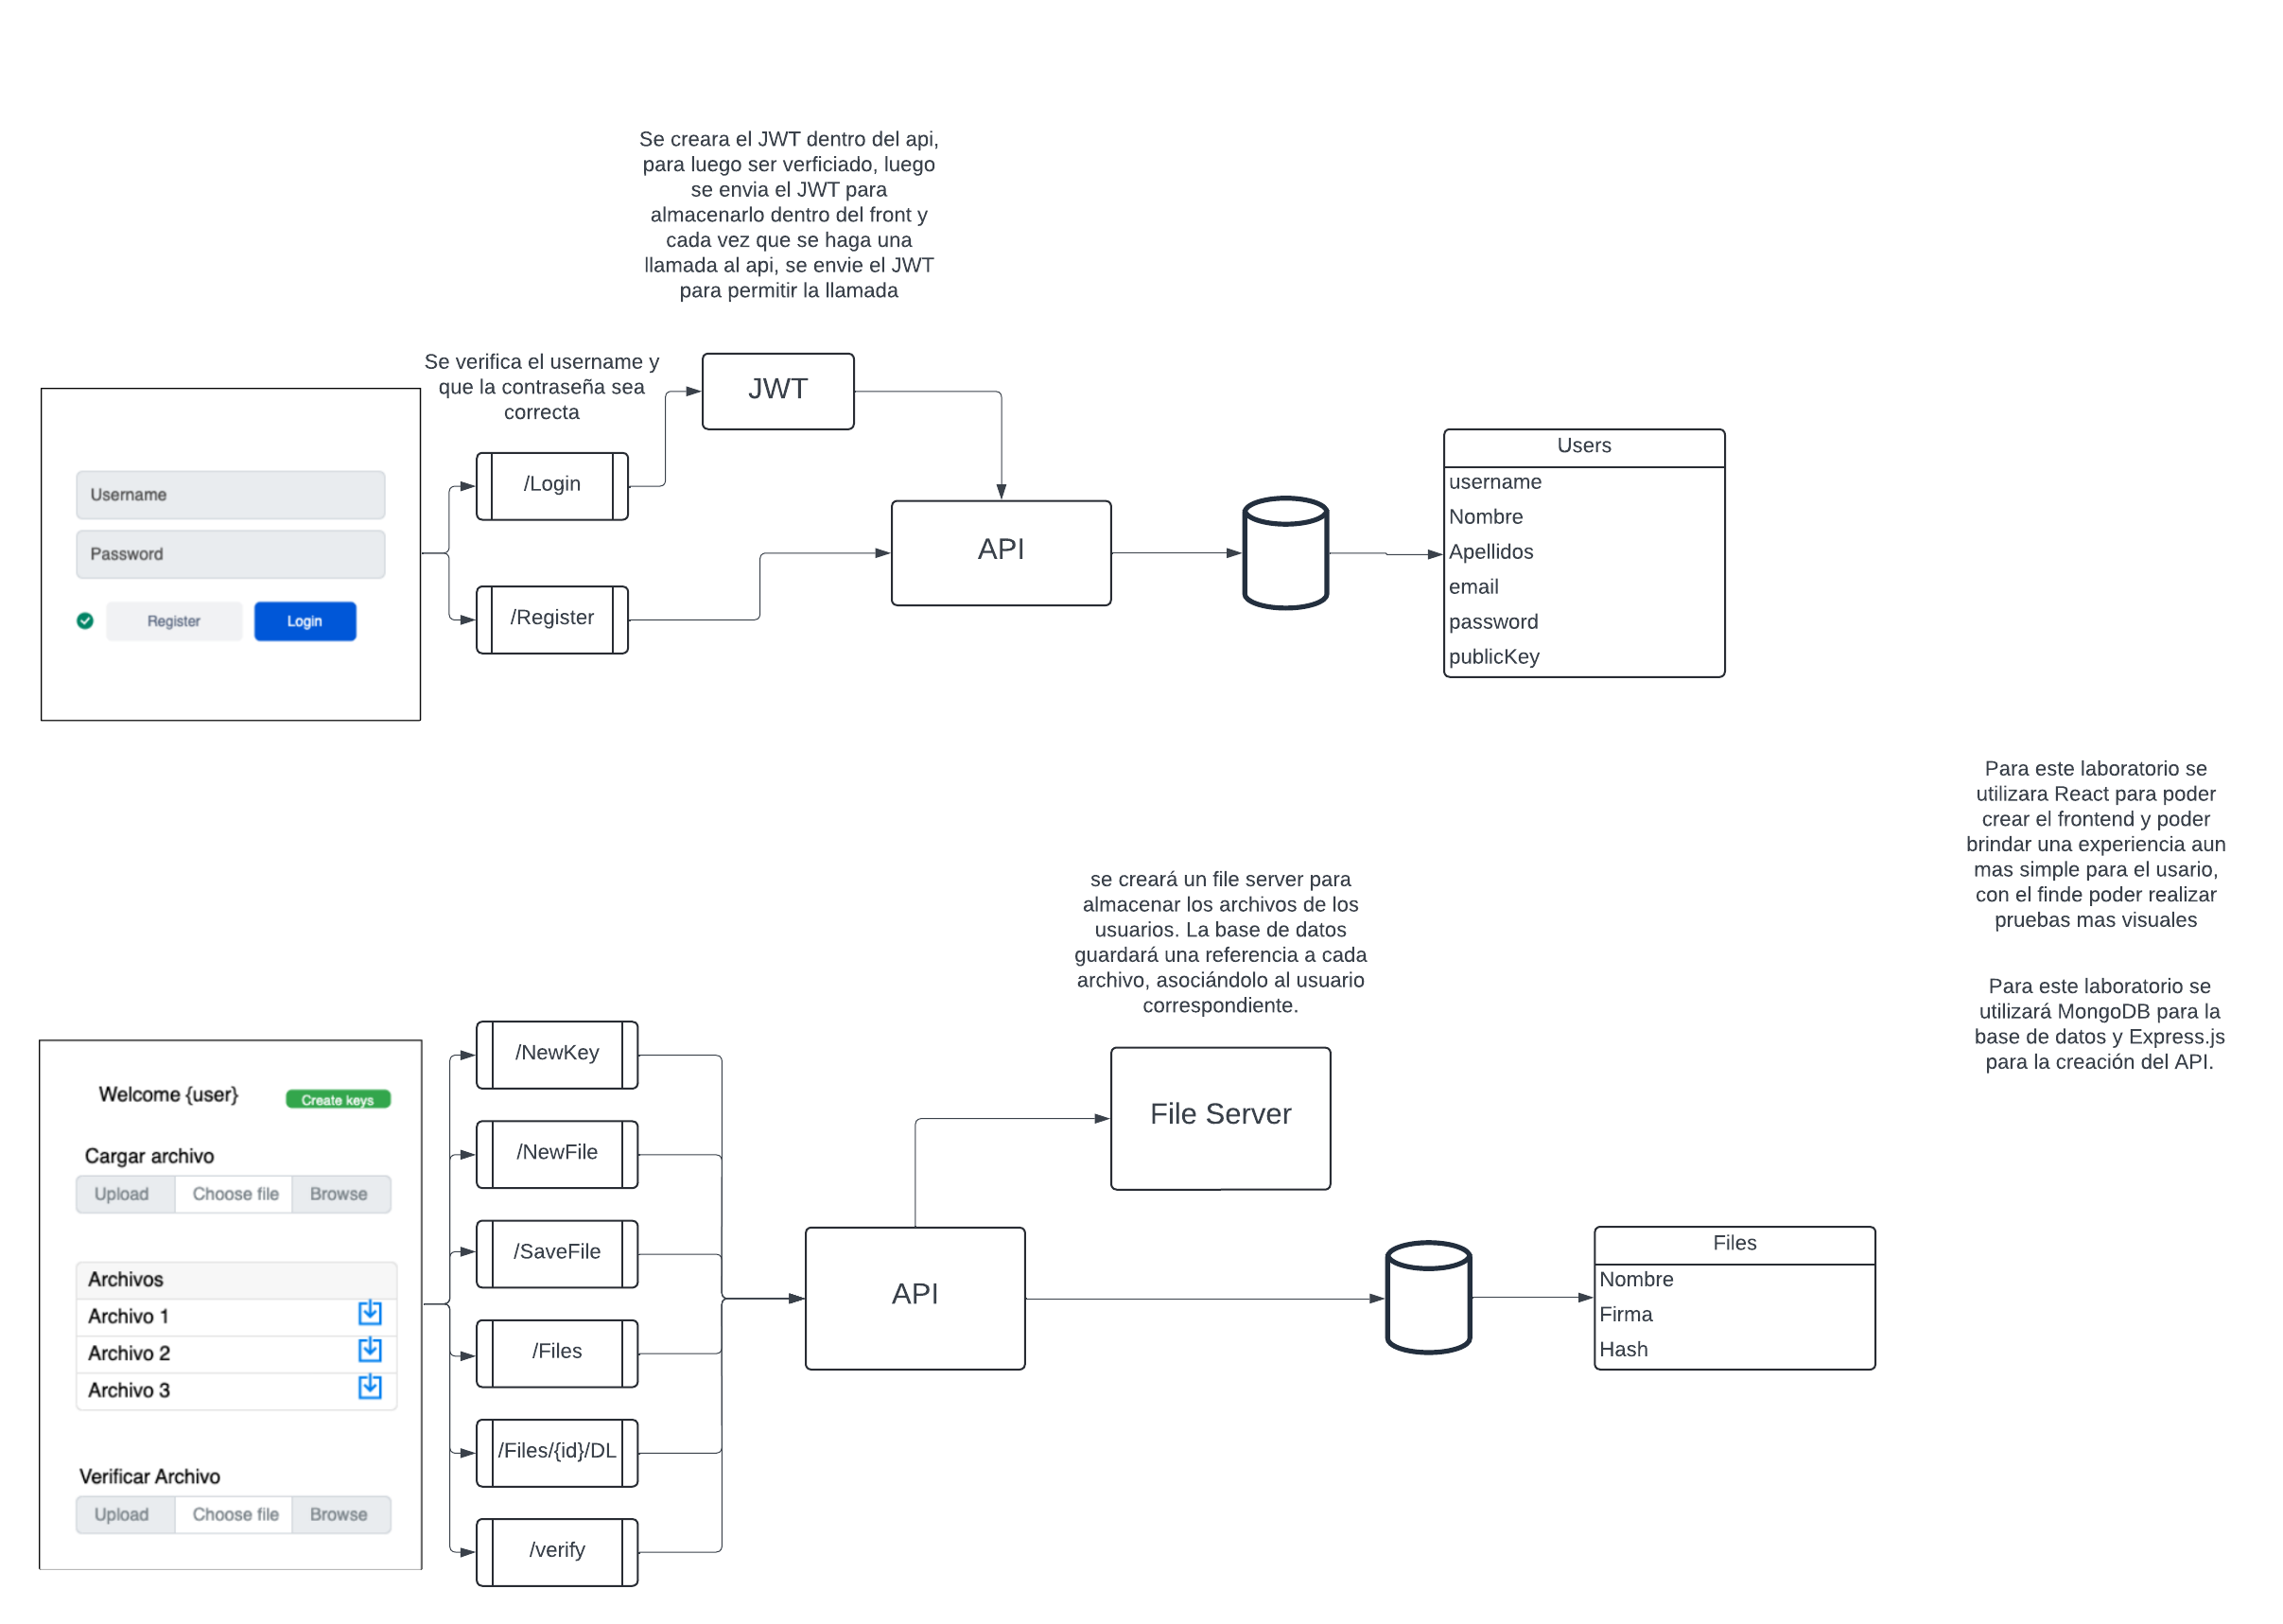 Se creara el JWT dentro del api,
para luego ser verficiado, luego
se envia el JWT para
almacenarlo dentro del front y
cada vez que se haga una
llamada al api, se envie el JWT
para permitir la llamada
Se verifica el username y
que la contraseña sea
correcta
JWT
Username
Password
Register
Login
/Login
/Register
API
Users
username
Nombre
Apellidos
email
password
publicKey
Para este laboratorio se
utilizara React para poder
crear el frontend y poder
brindar una experiencia aun
mas simple para el usario,
con el finde poder realizar
pruebas mas visuales
Para este laboratorio se
utilizará MongoDB para la
base de datos y Express.js
para la creación del API.
se creará un file server para
almacenar los archivos de los
usuarios. La base de datos
guardará una referencia a cada
archivo, asociándolo al usuario
correspondiente.
Welcome {user}
Create keys
Cargar archivo
Upload
Choose file
Browse
Archivos
Archivo 1
Archivo 2
Archivo 3
Verificar Archivo
Upload
Choose file
Browse
/NewKey
/NewFile
/SaveFile
/Files
/Files/{id}/DL
/verify
API
File Server
Files
Nombre
Firma
Hash